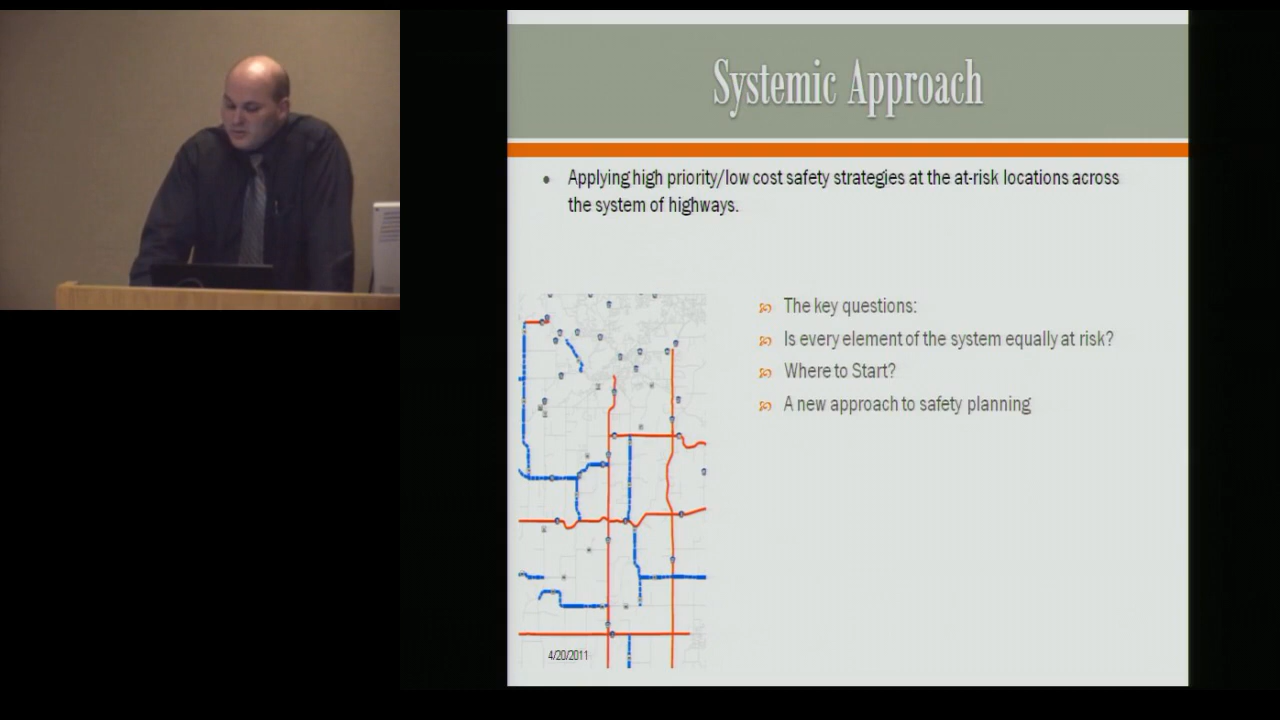 Systemic Approach
Applying high priority/low cost safety strategies at the at-risk locations across
the system of highways.
The key questions:
Is every element of the system equally at risk?
Where to Start?
A new approach to safety planning
4/20/2011